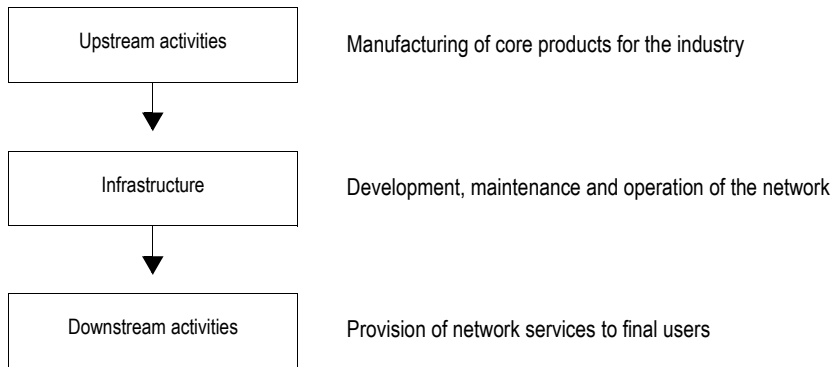 Upstream activities
Manufacturing of core products for the industry
Infrastructure
Development, maintenance and operation of the network
Downstream activities
Provision of network services to final users